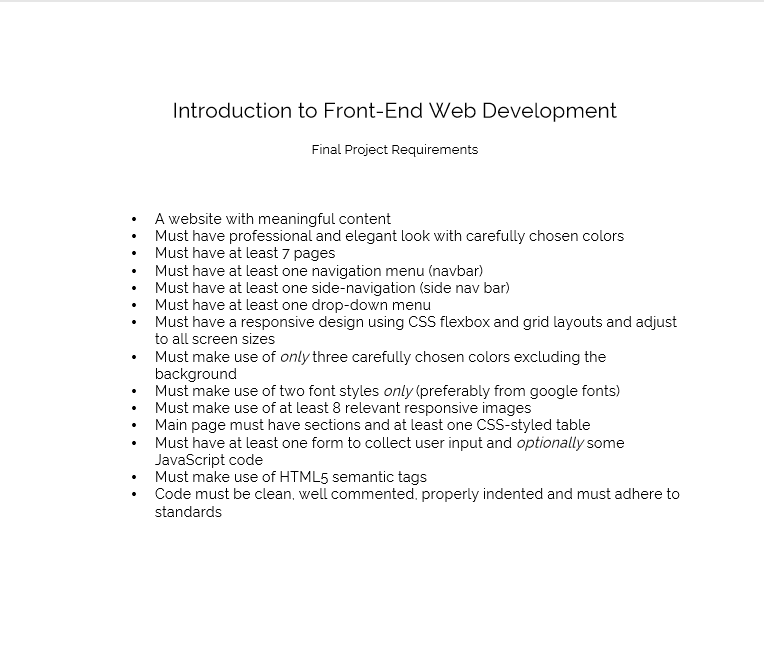 Introduction to Front-End Web Development
Final Project Requirements
• A website with meaningful content
• Must have professional and elegant look with carefully chosen colors
• Must have at least 7 pages
• Must have at least one navigation menu (navbar)
• Must have at least one side-navigation (side nav bar)
• Must have at least one drop-down menu
• Must have a responsive design using CSS flexbox and grid layouts and adjust
to all screen sizes
• Must make use of only three carefully chosen colors excluding the
background
• Must make use of two font styles only (preferably from google fonts)
• Must make use of at least 8 relevant responsive images
• Main page must have sections and at least one CSS-styled table
• Must have at least one form to collect user input and optionally some
JavaScript code
• Must make use of HTML5 semantic tags
• Code must be clean, well commented, properly indented and must adhere to
standards